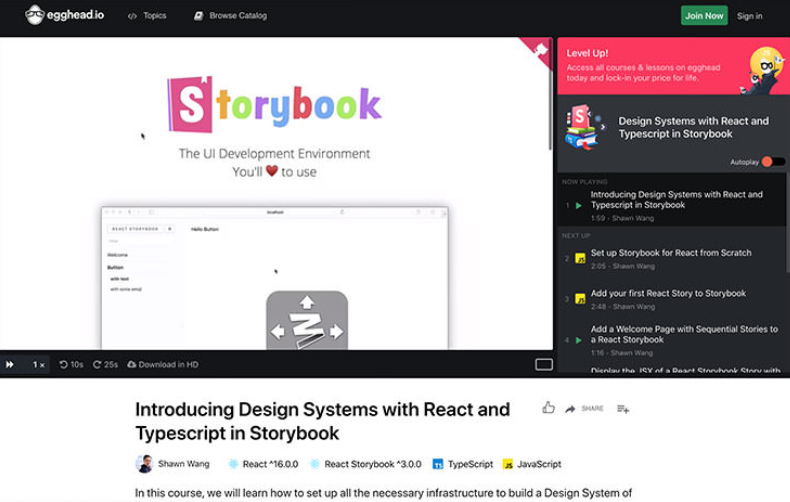 egghead.io Topics Browse Catalog Join Now Sign in
Storybook
The UI Development Environment
You'll ❤ to use
localhost
REACT STORYBOOK
Filter
Welcome
Button
with text
with some emoji
Hello Button
1 x 10s 25s Download in HD
Level Up!
Access all courses & lessons on egghead
today and lock-in your price for life.
Design Systems with React and
Typescript in Storybook
Autoplay
NOW PLAYING
1 Introducing Design Systems with React and
Typescript in Storybook
1:59 · Shawn Wang
NEXT UP
2 JS Set up Storybook for React from Scratch
2:05 · Shawn Wang
3 JS Add your first React Story to Storybook
2:48 · Shawn Wang
4 Add a Welcome Page with Sequential Stories to
a React Storybook
1:16 · Shawn Wang
Display the JSX of a React Storybook Story with
Introducing Design Systems with React and
Typescript in Storybook
SHARE
Shawn Wang React ^16.0.0 React Storybook ^3.0.0 TS TypeScript JS JavaScript
In this course, we will learn how to set up all the necessary infrastructure to build a Design System of